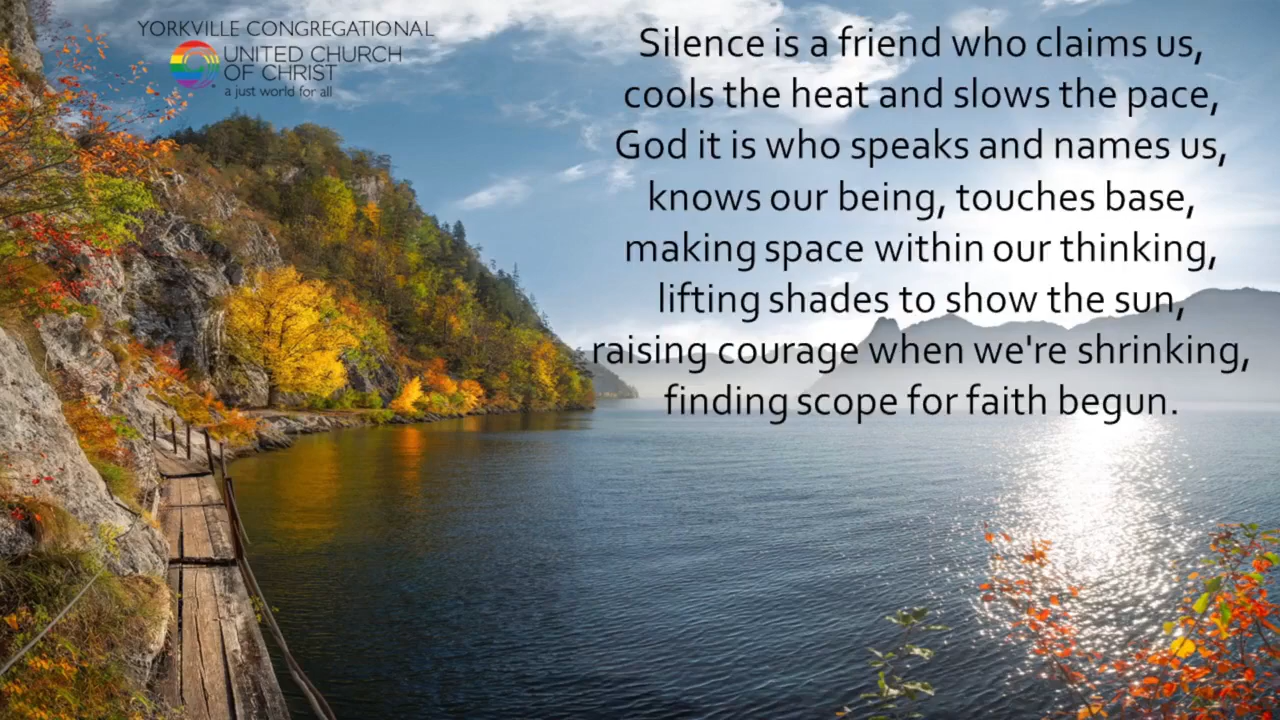 YORKVILLE CONGREGATIONAL
UNITED CHURCH
OF CHRIST
a just world for all
Silence is a friend who claims us,
cools the heat and slows the pace,
God it is who speaks and names us,
knows our being, touches base,
making space within our thinking,
lifting shades to show the sun,
raising courage when we're shrinking,
finding scope for faith begun.